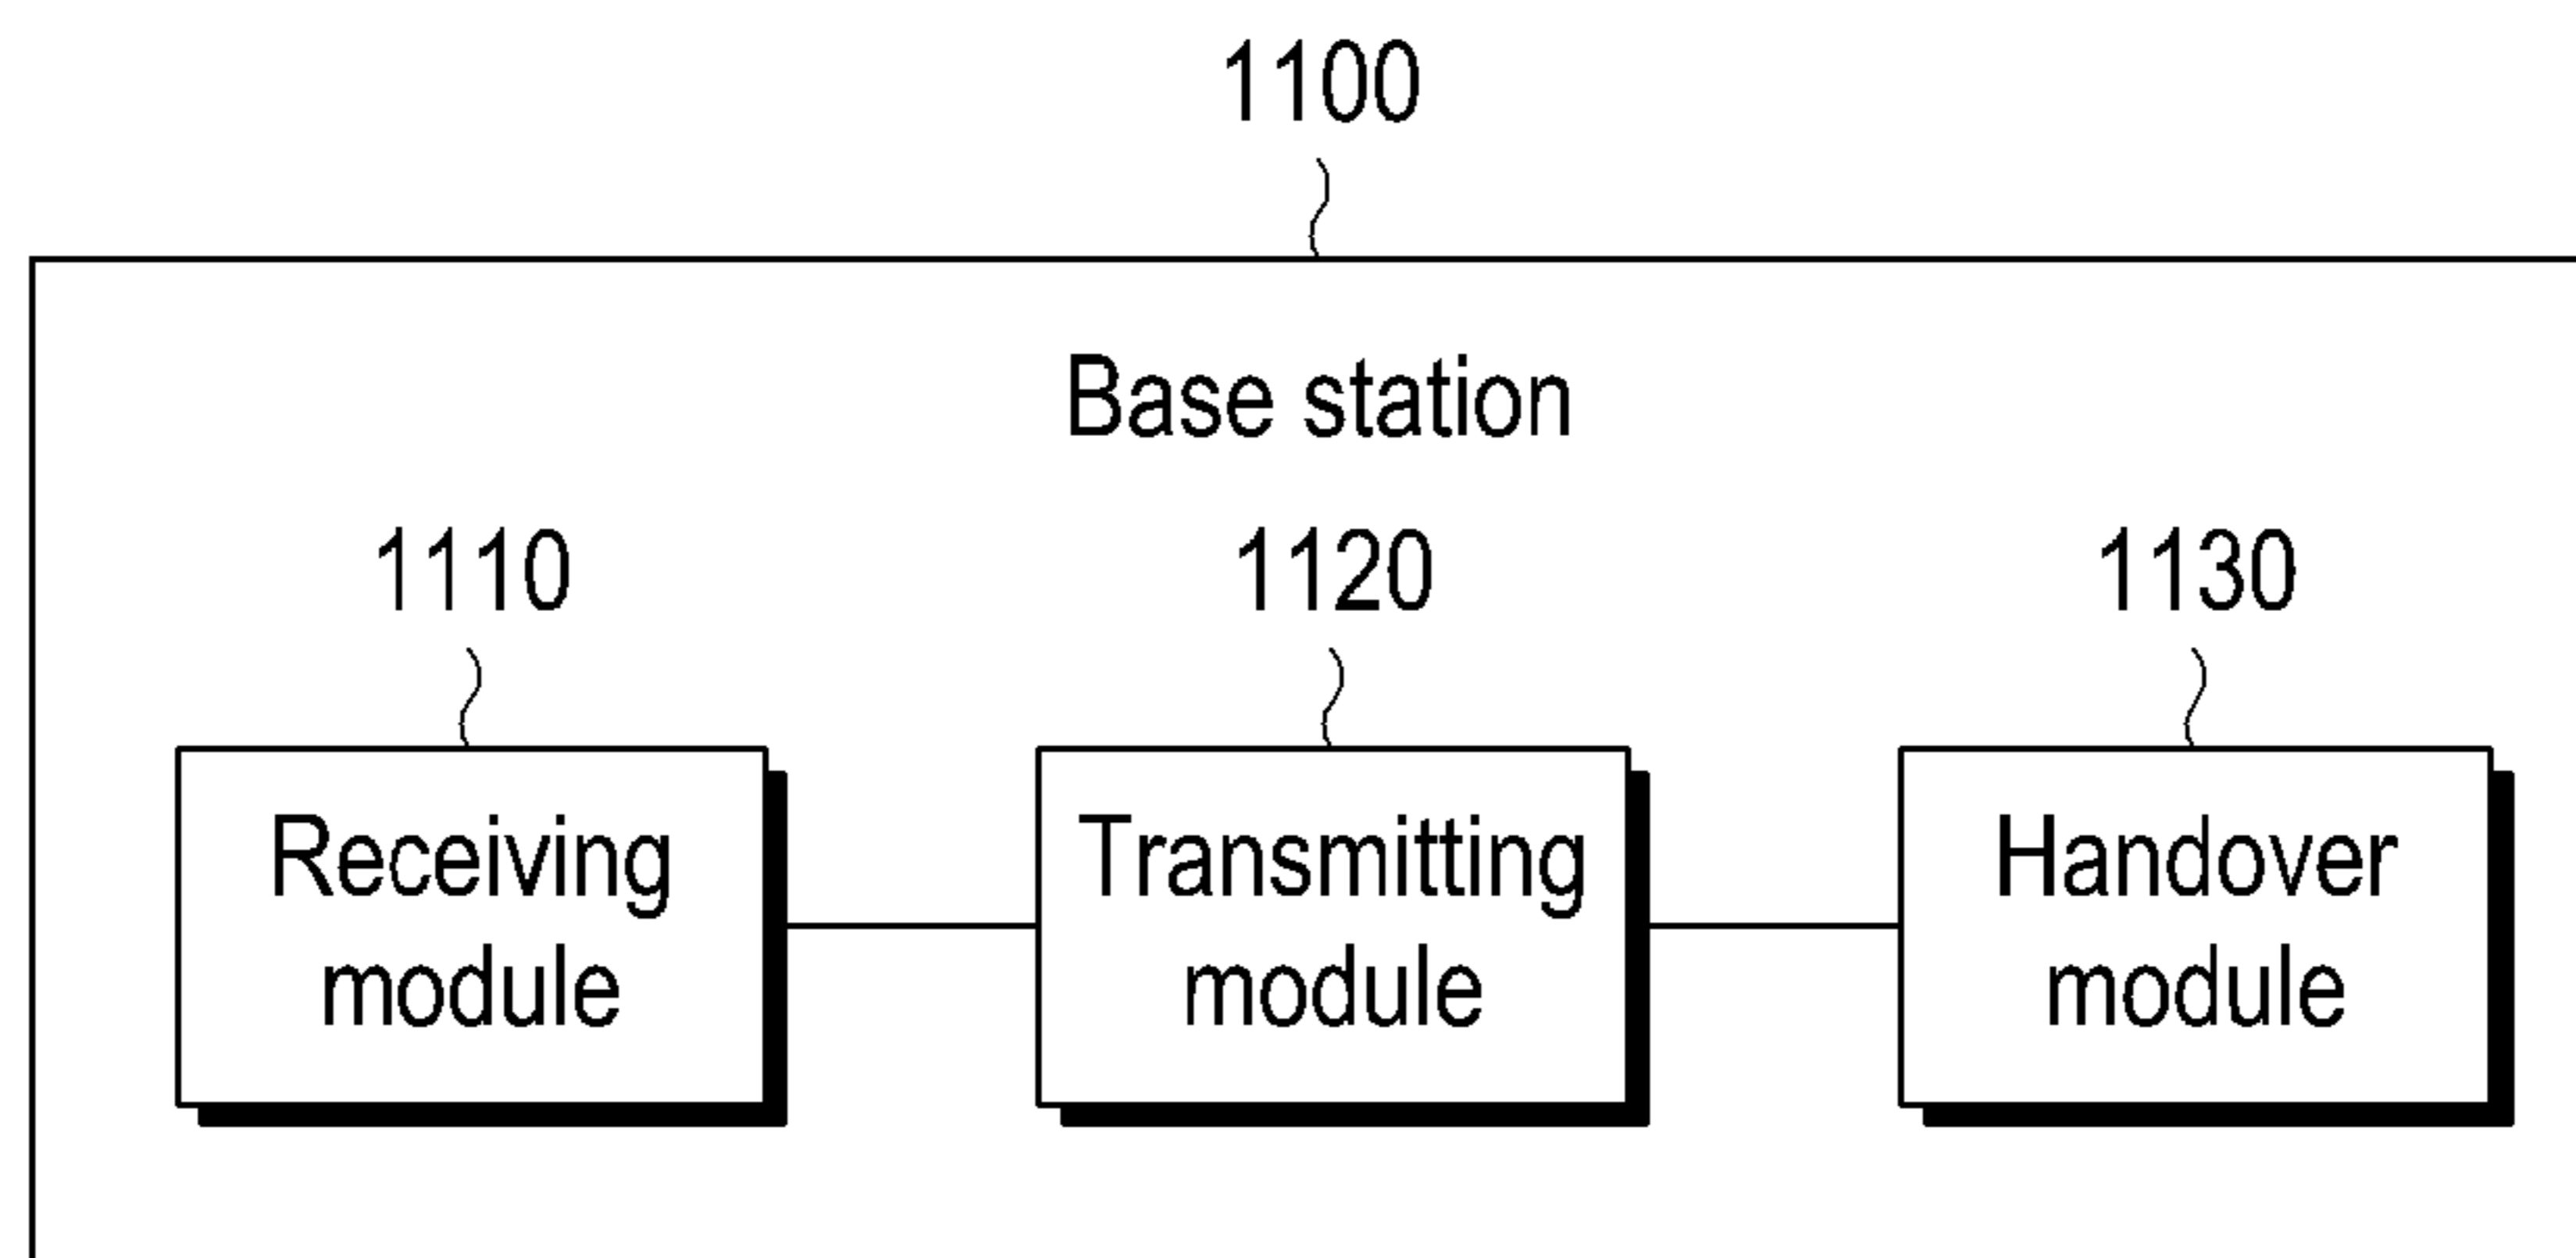 1100
Base station
1110
1120
1130
Receiving
module
Transmitting
module
Handover
module